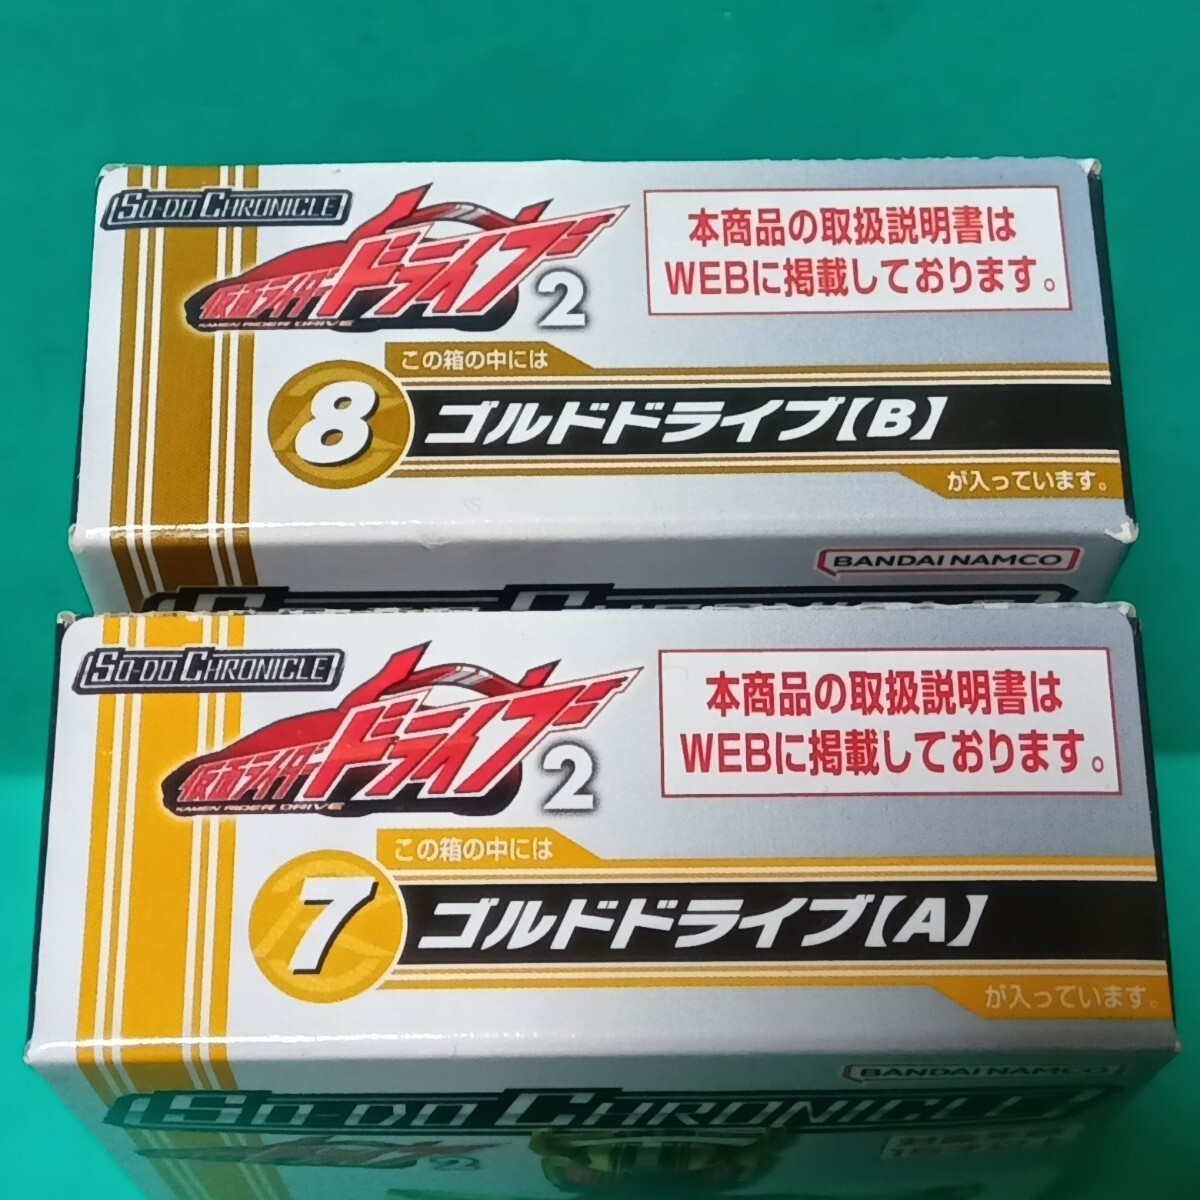 SO-DO CHRONICLE
仮面ライダードライブ2
KAMEN RIDER DRIVE
本商品の取扱説明書は
WEBに掲載しております。
この箱の中には
8 ゴルドドライブ【B】
が入っています。
BANDAI NAMCO
SO-DO CHRONICLE
仮面ライダードライブ2
KAMEN RIDER DRIVE
本商品の取扱説明書は
WEBに掲載しております。
この箱の中には
7 ゴルドドライブ【A】
が入っています。
BANDAI NAMCO
SO-DO CHRONICLE